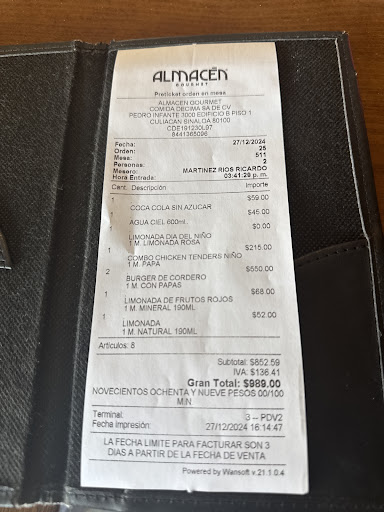 ALMACÉN
GOURMET
Preticket orden en mesa
ALMACEN GOURMET
COMIDA DECIMA SA DE CV
PEDRO INFANTE 3000 EDIFICIO B PISO 1
CULIACAN SINALOA 80100
CDE191230L97
8441365096
Fecha: 27/12/2024
Orden: 25
Mesa: 511
Personas: 2
Mesero: MARTINEZ RIOS RICARDO
Hora Entrada: 03:41:29 p. m.
Cant. Descripción Importe
1 $59.00
COCA COLA SIN AZUCAR
1 $45.00
AGUA CIEL 600mL.
1 $0.00
LIMONADA DIA DEL NIÑO
1 M. LIMONADA ROSA
1 $215.00
COMBO CHICKEN TENDERS NIÑO
1 M. PAPA
2 $550.00
BURGER DE CORDERO
1 M. CON PAPAS
1 $68.00
LIMONADA DE FRUTOS ROJOS
1 M. MINERAL 190ML
1 $52.00
LIMONADA
1 M. NATURAL 190ML
Articulos: 8
Subtotal: $852.59
IVA: $136.41
Gran Total: $989.00
NOVECIENTOS OCHENTA Y NUEVE PESOS 00/100
M.N.
Terminal: 3 -- PDV2
Fecha Impresión: 27/12/2024 16:14:47
LA FECHA LIMITE PARA FACTURAR SON 3
DIAS A PARTIR DE LA FECHA DE VENTA
Powered by Wansoft v.21.1.0.4